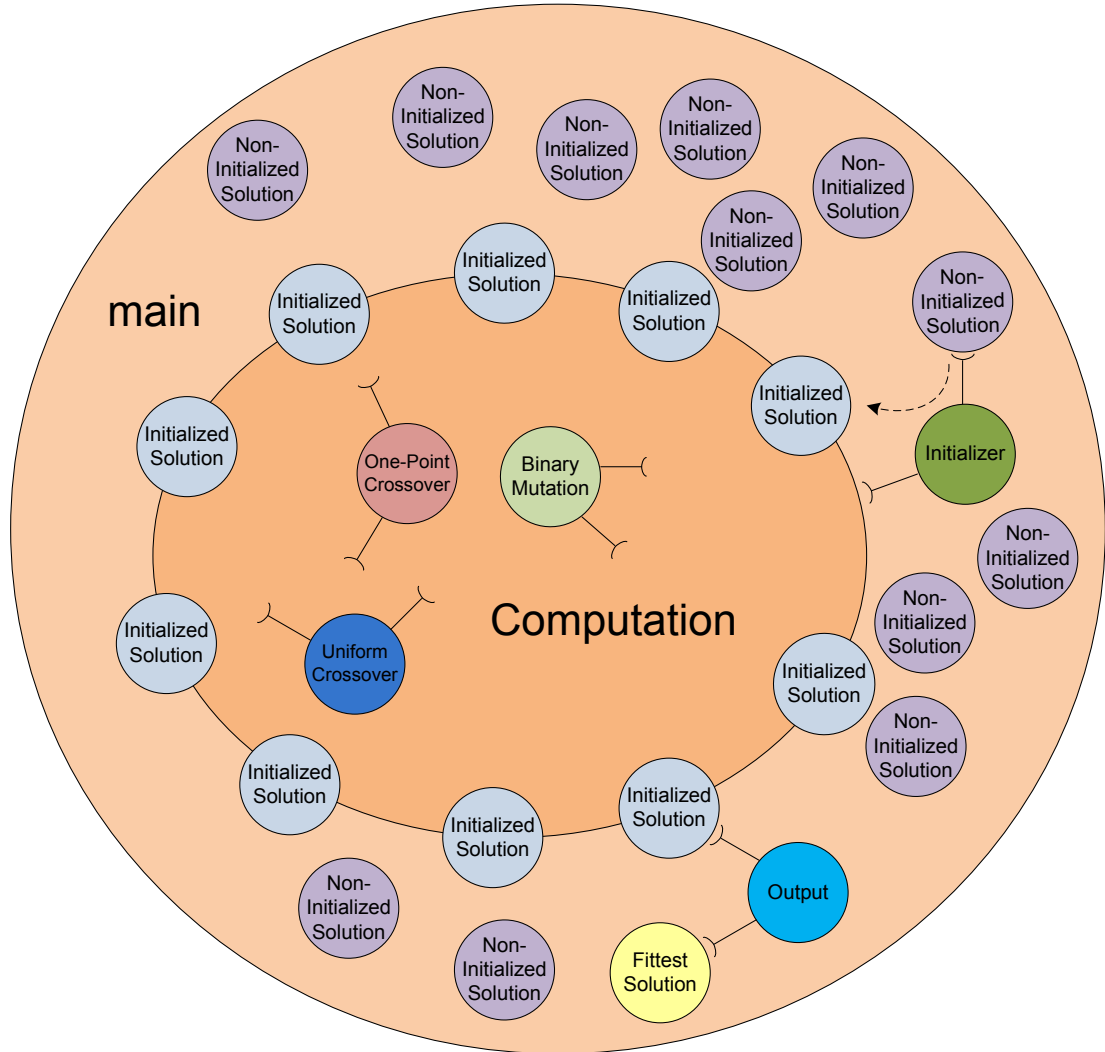 Non-
Initialized
Solution
Non-
Initialized
Solution
Non-
Initialized
Solution
Non-
Initialized
Solution
Non-
Initialized
Solution
Non-
Initialized
Solution
Non-
Initialized
Solution
main
Initialized
Solution
Initialized
Solution
Initialized
Solution
Initialized
Solution
Initialized
Solution
One-Point
Crossover
Binary
Mutation
Initializer
Non-
Initialized
Solution
Non-
Initialized
Solution
Computation
Initialized
Solution
Uniform
Crossover
Initialized
Solution
Non-
Initialized
Solution
Initialized
Solution
Initialized
Solution
Initialized
Solution
Non-
Initialized
Solution
Output
Non-
Initialized
Solution
Fittest
Solution